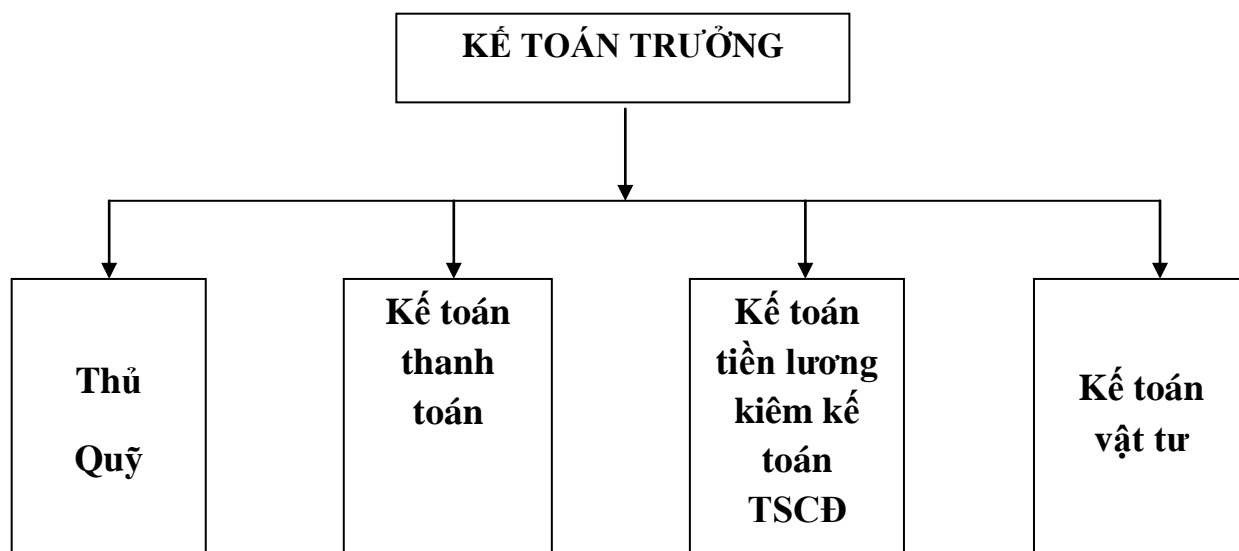 KẾ TOÁN TRƯỞNG
Thủ
Quỹ
Kế toán
thanh
toán
Kế toán
tiền lương
kiêm kế
toán
TSCĐ
Kế toán
vật tư